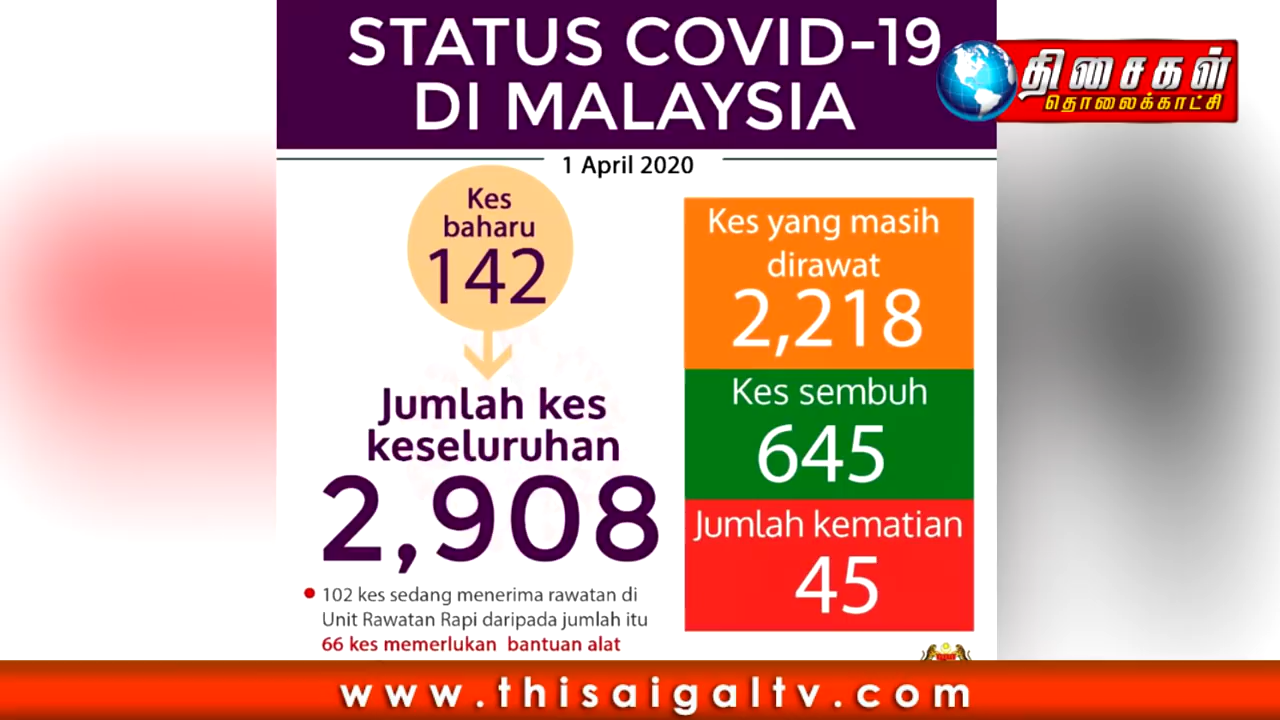 STATUS COVID-19
DI MALAYSIA
திசைகள்
தொலைக்காட்சி
1 April 2020
Kes
baharu
142
Jumlah kes
keseluruhan
2,908
102 kes sedang menerima rawatan di
Unit Rawatan Rapi daripada jumlah itu
66 kes memerlukan bantuan alat
Kes yang masih
dirawat
2,218
Kes sembuh
645
Jumlah kematian
45
www.thisaigaltv.com